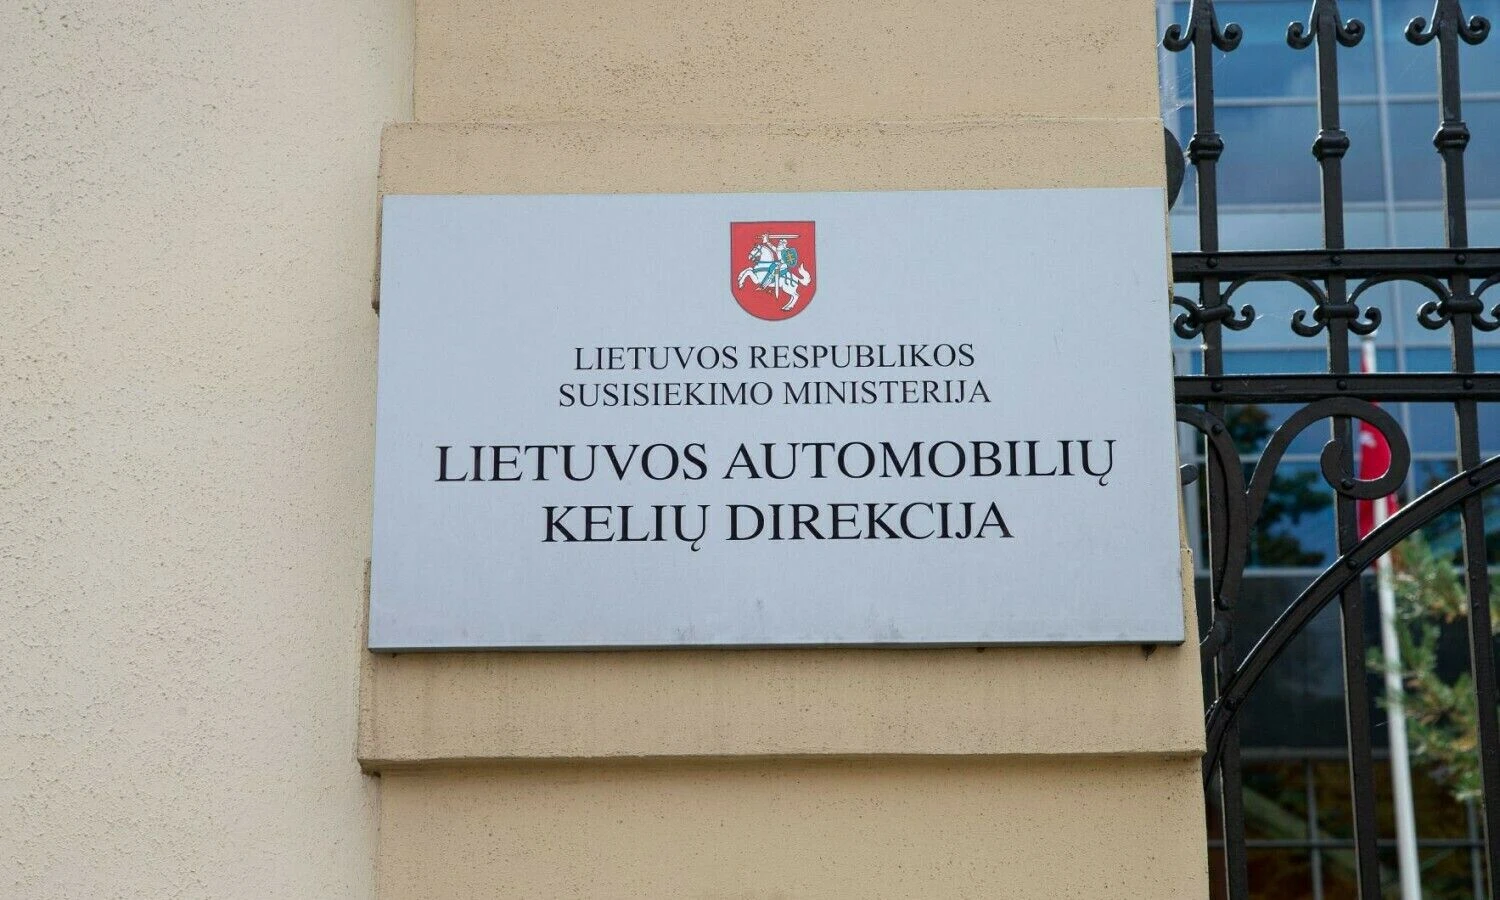 LIETUVOS RESPUBLIKOS
SUSISIEKIMO MINISTERIJA
LIETUVOS AUTOMOBILIŲ
KELIŲ DIREKCIJA